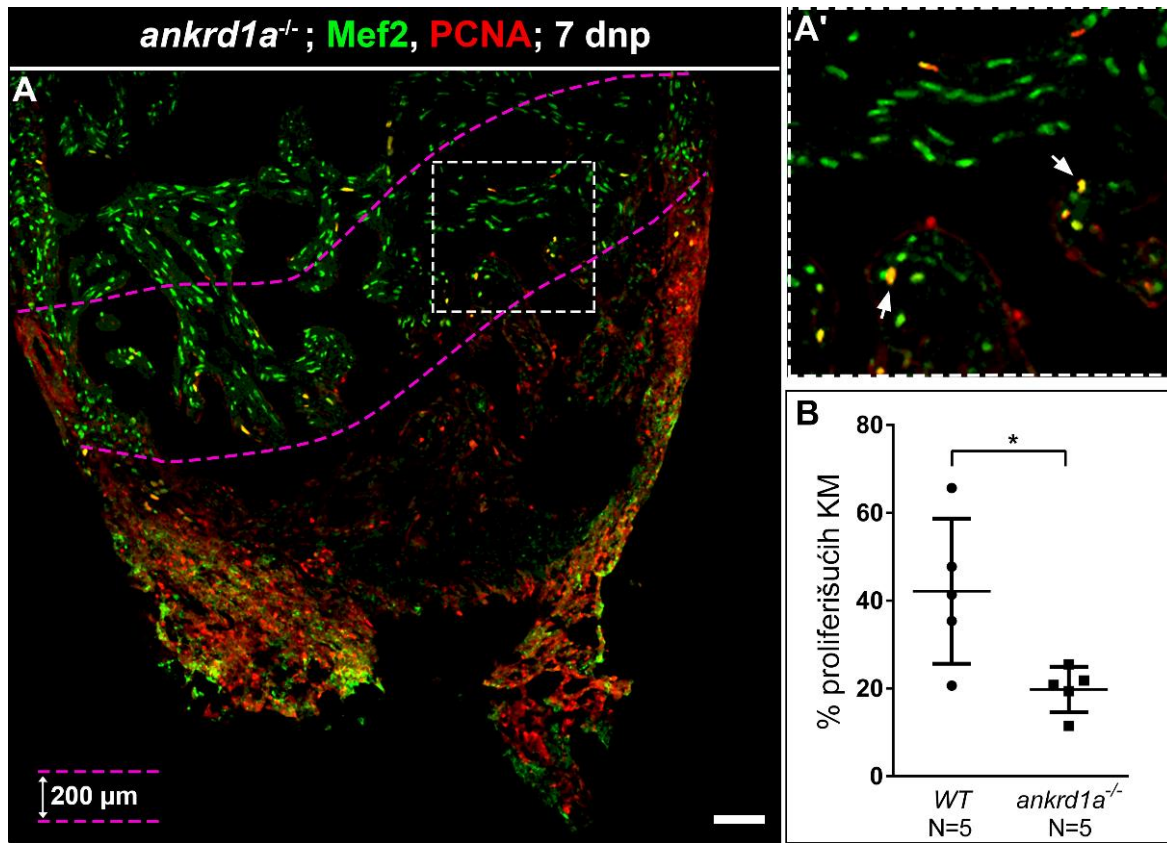 ankrd1a-/-; Mef2, PCNA; 7 dnp
A
200 µm
A'
B
% proliferišućih KM
80
60
40
20
0
*
WT
N=5
ankrd1a-/-
N=5